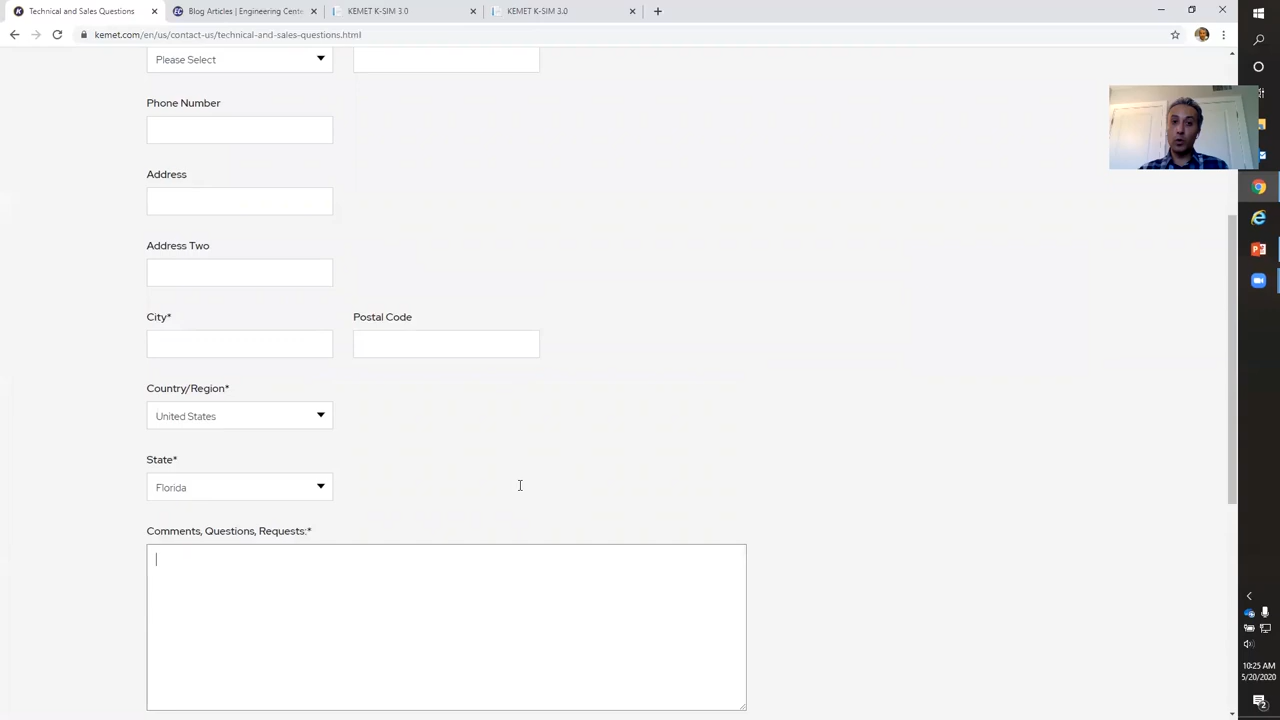 Technical and Sales Questions
Blog Articles | Engineering Cent
KEMET K-SIM 3.0
KEMET K-SIM 3.0
kemet.com/en/us/contact-us/technical-and-sales-questions.html
Please Select
Phone Number
Address
Address Two
City*
Postal Code
Country/Region*
United States
State*
Florida
Comments, Questions, Requests:*
10:25 AM
5/20/2020
2